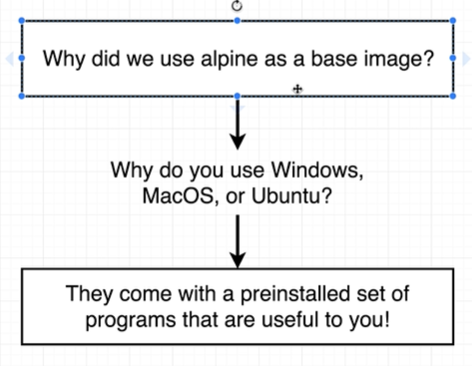 Why did we use alpine as a base image?
Why do you use Windows,
MacOS, or Ubuntu?
They come with a preinstalled set of
programs that are useful to you!